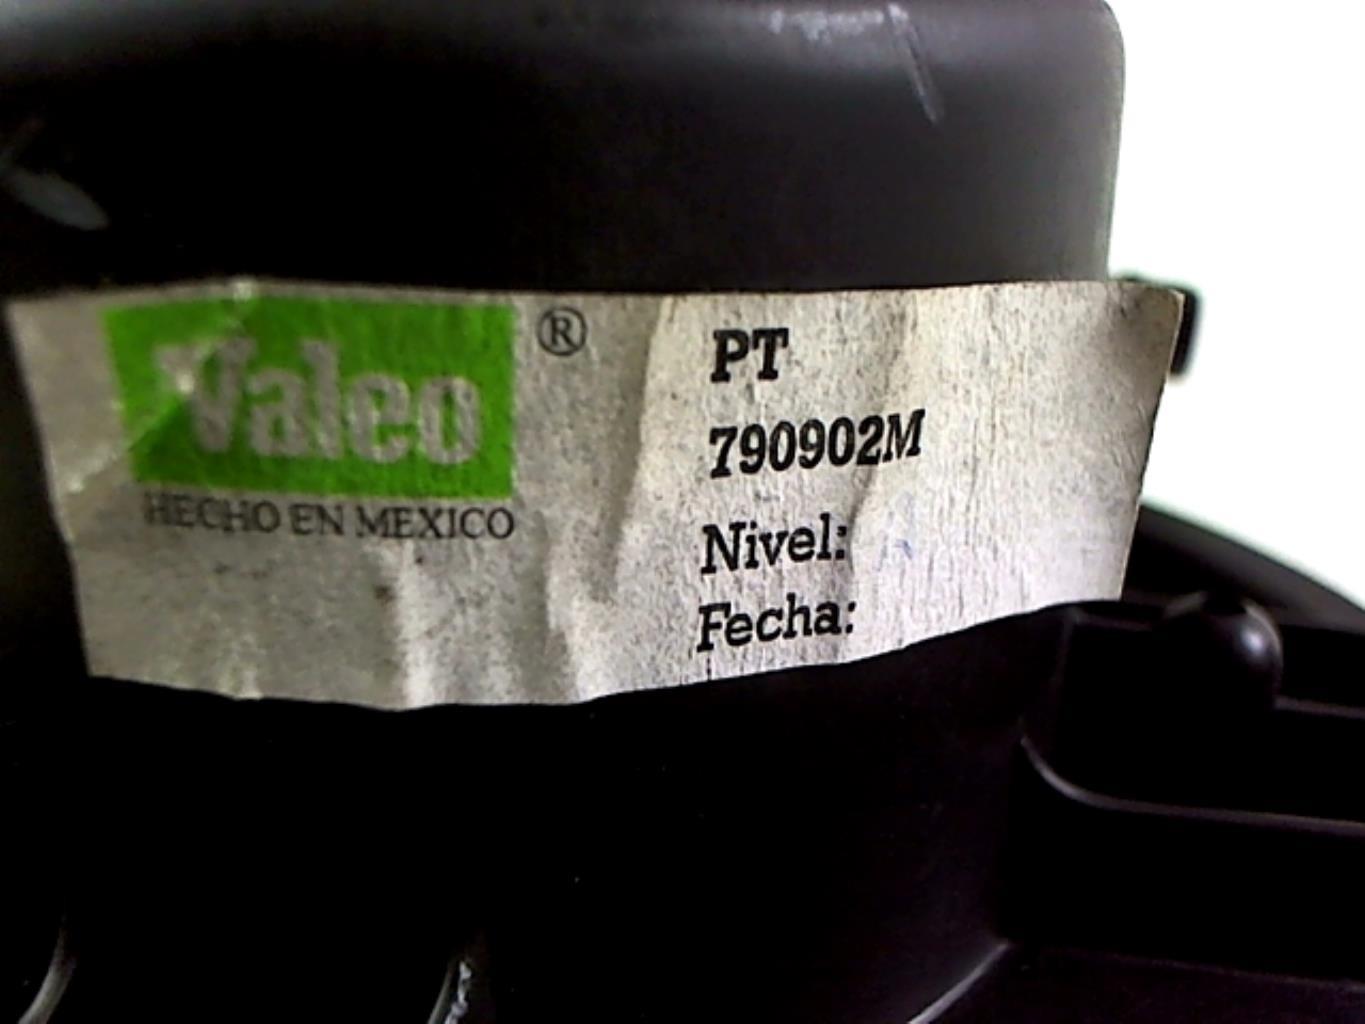 Valeo ®
HECHO EN MEXICO
PT
790902M
Nivel:
Fecha: